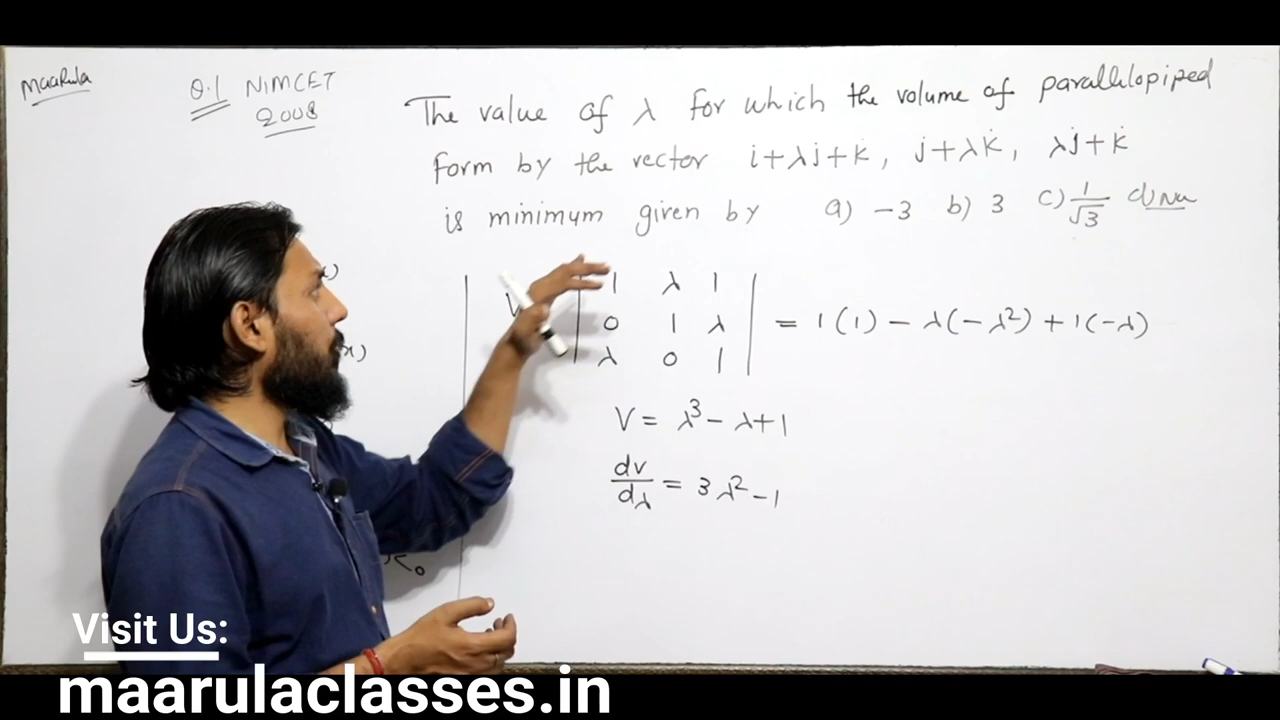 Maarula
Q.1 NIMCET
2008
The value of λ for which the volume of parallelopiped
form by the vector i+λj+k, j+λk, λj+k
is minimum given by a) -3 b) 3 c) 1/√3
V
| 1 λ 1 |
| 0 1 λ | = 1(1) - λ(-λ²) + 1(-λ)
| λ 0 1 |
V = λ³ - λ + 1
dv/dλ = 3λ² - 1
<0
Visit Us:
maarulaclasses.in